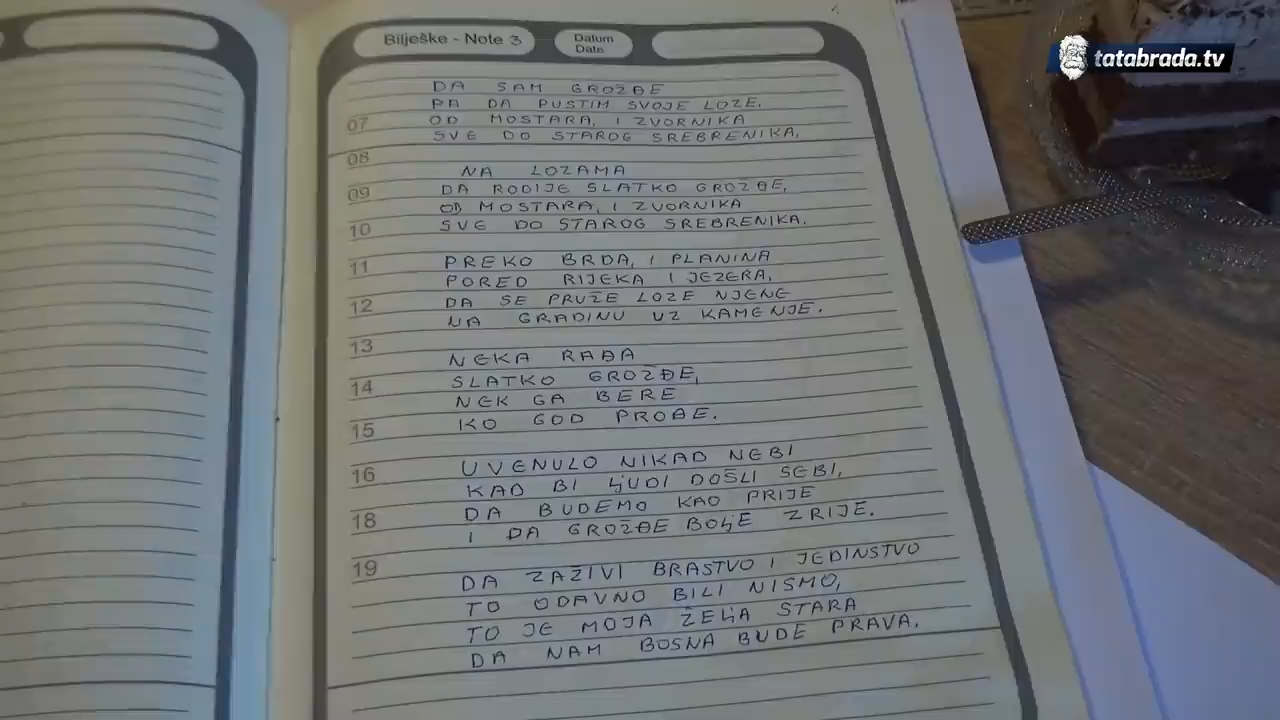 Bilješke - Note 3
Datum
Date
tatabrada.tv
DA SAM GROŽĐE
PA DA PUSTIM SVOJE LOZE.
07
OD MOSTARA, I ZVORNIKA
SVE DO STAROG SREBRENIKA.
08
NA LOZAMA
09
DA RODIJE SLATKO GROŽĐE,
OD MOSTARA, I ZVORNIKA
10
SVE DO STAROG SREBRENIKA.
11
PREKO BRDA, I PLANINA
PORED RIJEKA I JEZERA,
12
DA SE PRUŽE LOZE NJENE
NA GRADINU UZ KAMENJE.
13
NEKA RAĐA
14
SLATKO GROŽĐE,
NEK GA BERE
15
KO GOD PROĐE.
16
UVENULO NIKAD NEBI
KAD BI LJUDI DOŠLI SEBI,
18
DA BUDEMO KAO PRIJE
I DA GROŽĐE BOLJE ZRIJE.
19
DA ZAŽIVI BRASTVO I JEDINSTVO
TO ODAVNO BILI NISMO,
TO JE MOJA ŽELJA STARA
DA NAM BOSNA BUDE PRAVA.